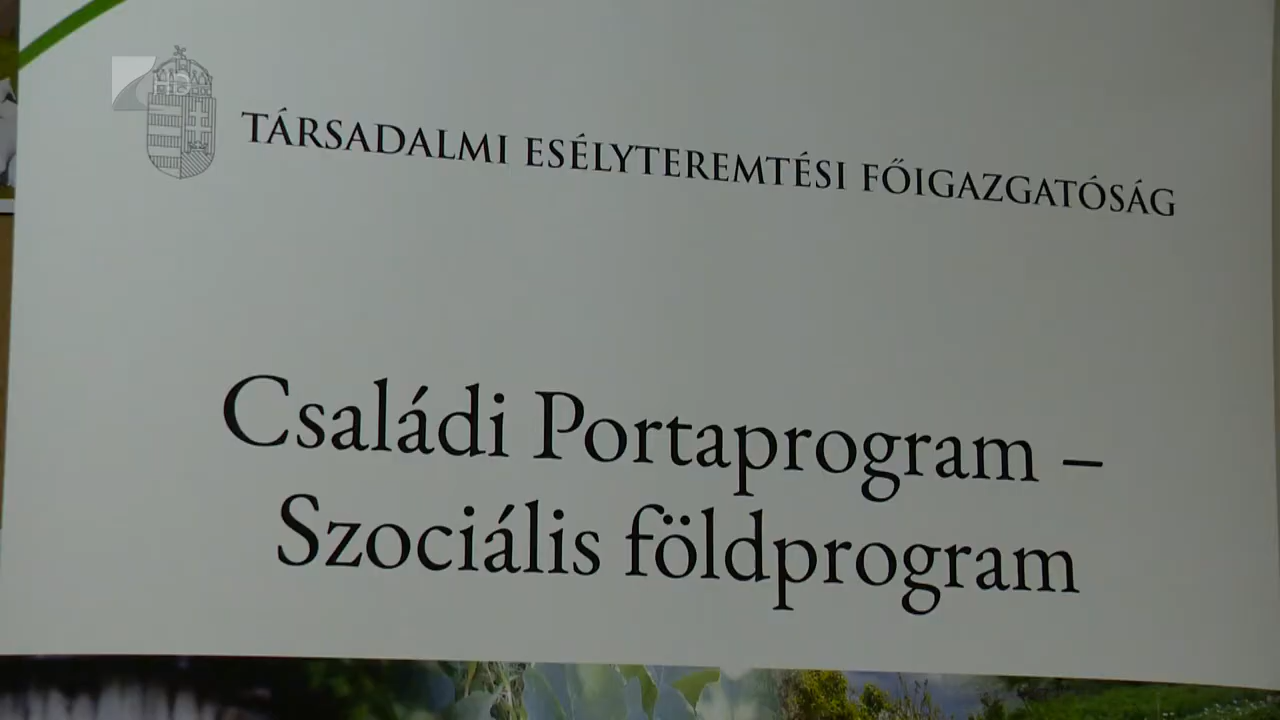 TÁRSADALMI ESÉLYTEREMTÉSI FŐIGAZGATÓSÁG
Családi Portaprogram –
Szociális földprogram